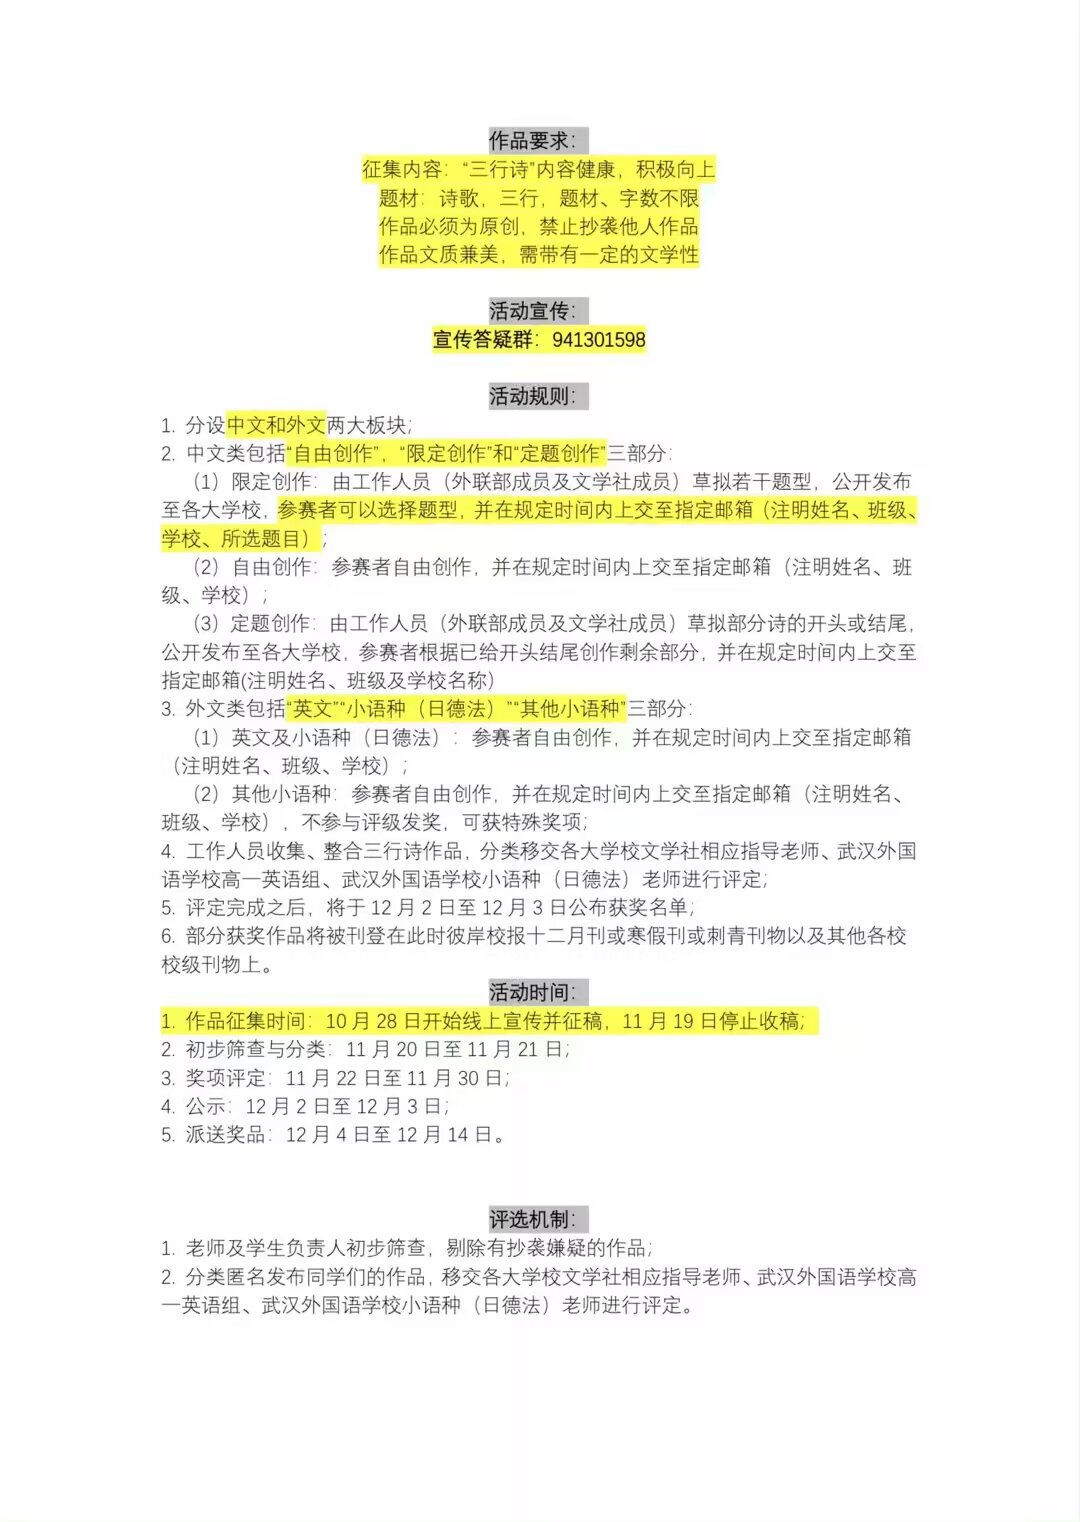 作品要求：
征集内容：“三行诗”内容健康，积极向上
题材：诗歌，三行，题材、字数不限
作品必须为原创，禁止抄袭他人作品
作品文质兼美，需带有一定的文学性
活动宣传：
宣传答疑群：941301598
活动规则：
1. 分设中文和外文两大板块；
2. 中文类包括“自由创作”，“限定创作”和“定题创作”三部分：
（1）限定创作：由工作人员（外联部成员及文学社成员）草拟若干题型，公开发布
至各大学校，参赛者可以选择题型，并在规定时间内上交至指定邮箱（注明姓名、班级、
学校、所选题目）；
（2）自由创作：参赛者自由创作，并在规定时间内上交至指定邮箱（注明姓名、班
级、学校）；
（3）定题创作：由工作人员（外联部成员及文学社成员）草拟部分诗的开头或结尾，
公开发布至各大学校，参赛者根据已给开头结尾创作剩余部分，并在规定时间内上交至
指定邮箱(注明姓名、班级及学校名称）
3. 外文类包括“英文”“小语种（日德法）”“其他小语种”三部分：
（1）英文及小语种（日德法）：参赛者自由创作，并在规定时间内上交至指定邮箱
（注明姓名、班级、学校）；
（2）其他小语种：参赛者自由创作，并在规定时间内上交至指定邮箱（注明姓名、
班级、学校），不参与评级发奖，可获特殊奖项；
4. 工作人员收集、整合三行诗作品，分类移交各大学校文学社相应指导老师、武汉外国
语学校高一英语组、武汉外国语学校小语种（日德法）老师进行评定；
5. 评定完成之后，将于 12 月 2 日至 12 月 3 日公布获奖名单；
6. 部分获奖作品将被刊登在此时彼岸校报十二月刊或寒假刊或刺青刊物以及其他各校
校级刊物上。
活动时间：
1. 作品征集时间：10 月 28 日开始线上宣传并征稿，11 月 19 日停止收稿；
2. 初步筛查与分类：11 月 20 日至 11 月 21 日；
3. 奖项评定：11 月 22 日至 11 月 30 日；
4. 公示：12 月 2 日至 12 月 3 日；
5. 派送奖品：12 月 4 日至 12 月 14 日。
评选机制：
1. 老师及学生负责人初步筛查，剔除有抄袭嫌疑的作品；
2. 分类匿名发布同学们的作品，移交各大学校文学社相应指导老师、武汉外国语学校高
一英语组、武汉外国语学校小语种（日德法）老师进行评定。